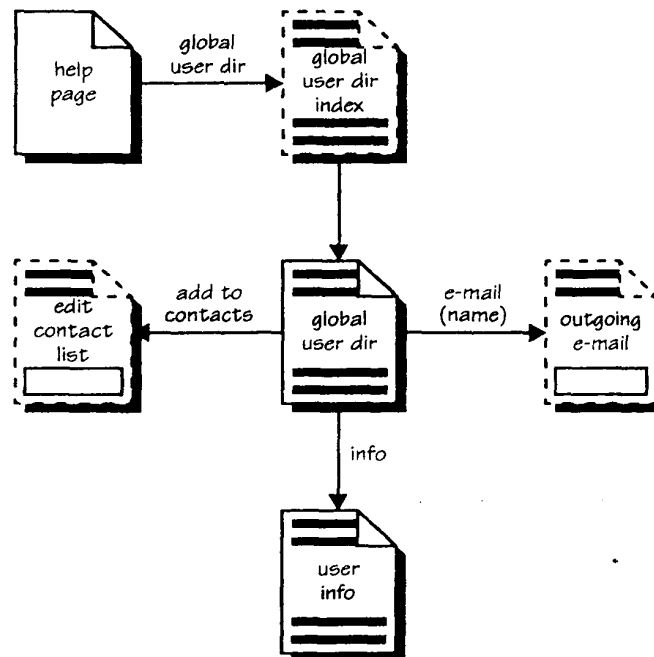 help
page
global
user dir
global
user dir
index
edit
contact
list
add to
contacts
global
user dir
e-mail
(name)
outgoing
e-mail
info
user
info